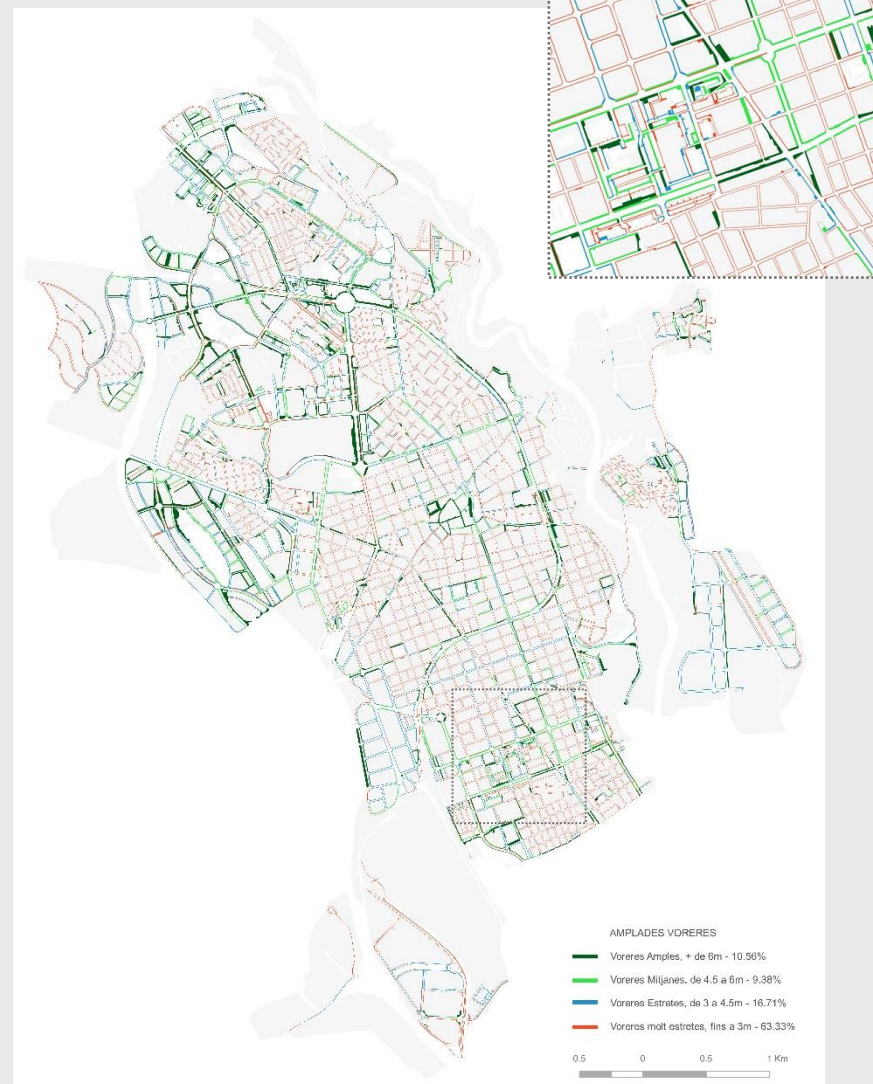 AMPLADES VORERES
Voreres Amples, + de 6m - 10.56%
Voreres Mitjanes, de 4.5 a 6m - 9.38%
Voreres Estretes, de 3 a 4.5m - 16.71%
Voreres molt estretes, fins a 3m - 63.33%
0.5 0 0.5 1 Km